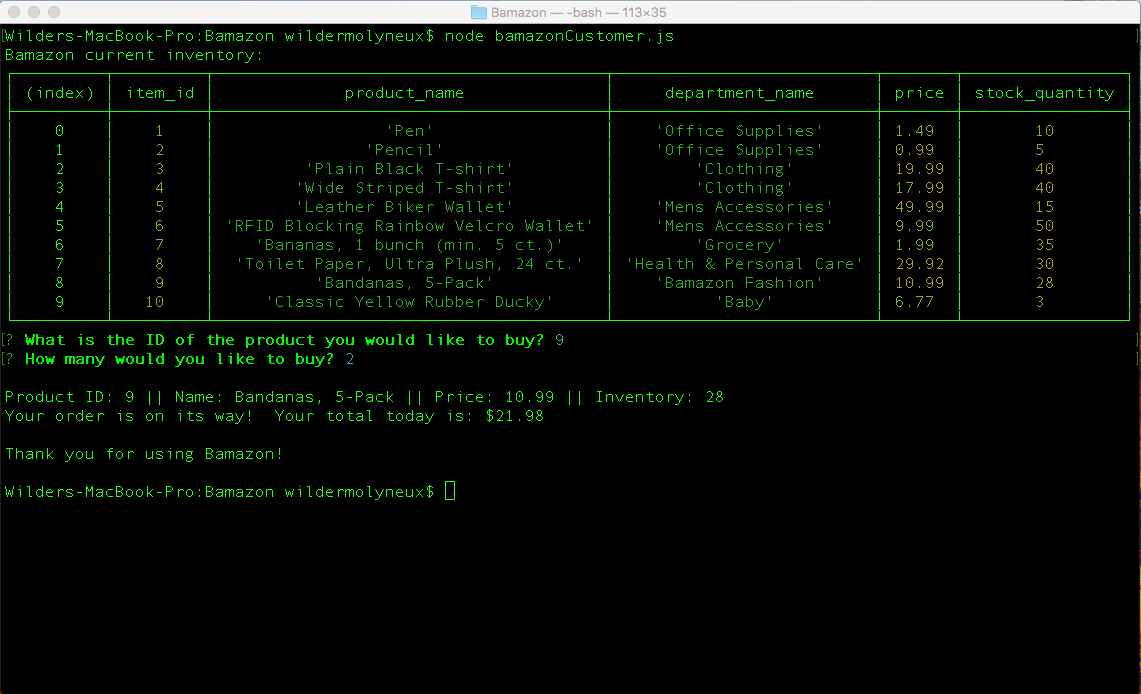 Bamazon — -bash — 113×35
Wilders-MacBook-Pro:Bamazon wildermolyneux$ node bamazonCustomer.js
Bamazon current inventory:
(index) item_id product_name department_name price stock_quantity
0 1 'Pen' 'Office Supplies' 1.49 10
1 2 'Pencil' 'Office Supplies' 0.99 5
2 3 'Plain Black T-shirt' 'Clothing' 19.99 40
3 4 'Wide Striped T-shirt' 'Clothing' 17.99 40
4 5 'Leather Biker Wallet' 'Mens Accessories' 49.99 15
5 6 'RFID Blocking Rainbow Velcro Wallet' 'Mens Accessories' 9.99 50
6 7 'Bananas, 1 bunch (min. 5 ct.)' 'Grocery' 1.99 35
7 8 'Toilet Paper, Ultra Plush, 24 ct.' 'Health & Personal Care' 29.92 30
8 9 'Bandanas, 5-Pack' 'Bamazon Fashion' 10.99 28
9 10 'Classic Yellow Rubber Ducky' 'Baby' 6.77 3
? What is the ID of the product you would like to buy? 9
? How many would you like to buy? 2
Product ID: 9 || Name: Bandanas, 5-Pack || Price: 10.99 || Inventory: 28
Your order is on its way!  Your total today is: $21.98
Thank you for using Bamazon!
Wilders-MacBook-Pro:Bamazon wildermolyneux$